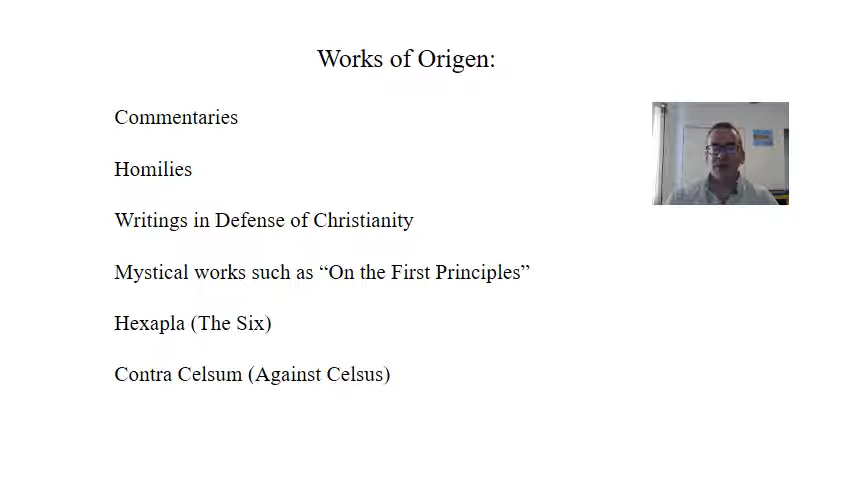 Works of Origen:
Commentaries
Homilies
Writings in Defense of Christianity
Mystical works such as “On the First Principles”
Hexapla (The Six)
Contra Celsum (Against Celsus)